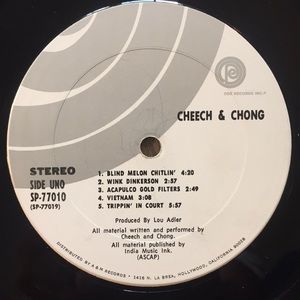 ODE RECORDS INC.
CHEECH & CHONG
STEREO
SIDE UNO
SP-77010
(SP-77019)
1. BLIND MELON CHITLIN' 4:20
2. WINK DINKERSON 2:57
3. ACAPULCO GOLD FILTERS 2:49
4. VIETNAM 3:08
5. TRIPPIN' IN COURT 5:57
Produced By Lou Adler
All material written and performed by
Cheech and Chong.
All material published by
India Music Ink.
(ASCAP)
DISTRIBUTED BY A & M RECORDS • 1416 N. LA BREA, HOLLYWOOD, CALIFORNIA 90028